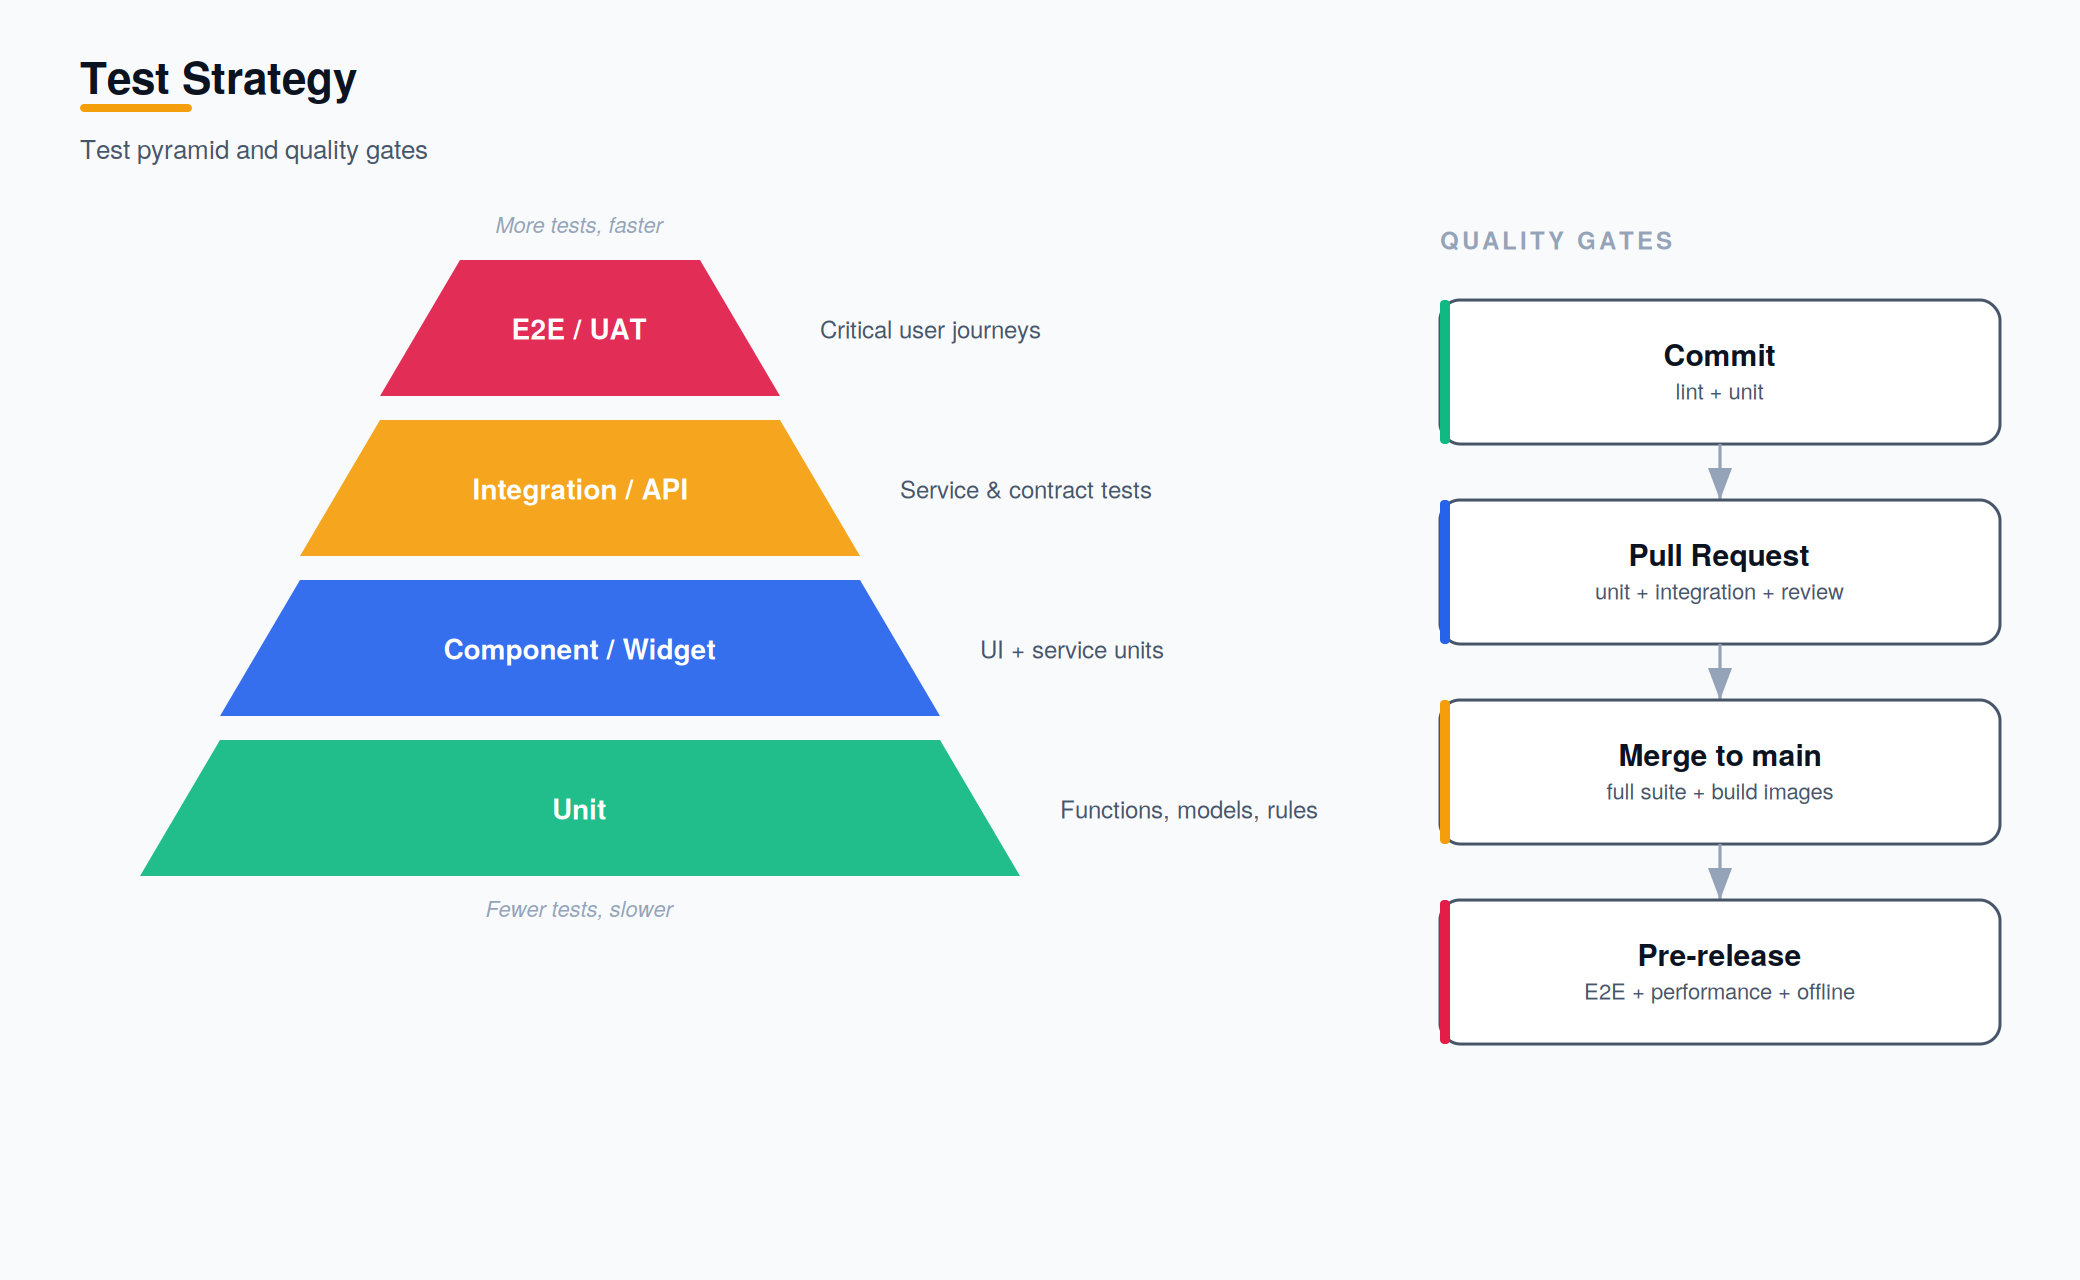 Test Strategy
Test pyramid and quality gates
More tests, faster
E2E / UAT
Critical user journeys
Integration / API
Service & contract tests
Component / Widget
UI + service units
Unit
Functions, models, rules
Fewer tests, slower
QUALITY GATES
Commit
lint + unit
Pull Request
unit + integration + review
Merge to main
full suite + build images
Pre-release
E2E + performance + offline